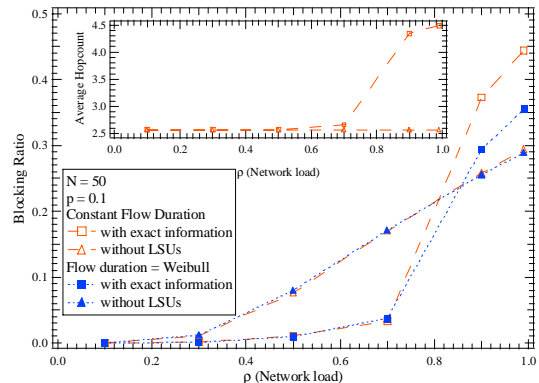 0.5
0.4
0.3
0.2
0.1
0.0
Blocking Ratio
0.0 0.2 0.4 0.6 0.8 1.0
ρ (Network load)
4.5
4.0
3.5
3.0
2.5
Average Hopcount
0.0 0.2 0.4 0.6 0.8 1.0
ρ (Network load)
N = 50
p = 0.1
Constant Flow Duration
with exact information
without LSUs
Flow duration = Weibull
with exact information
without LSUs